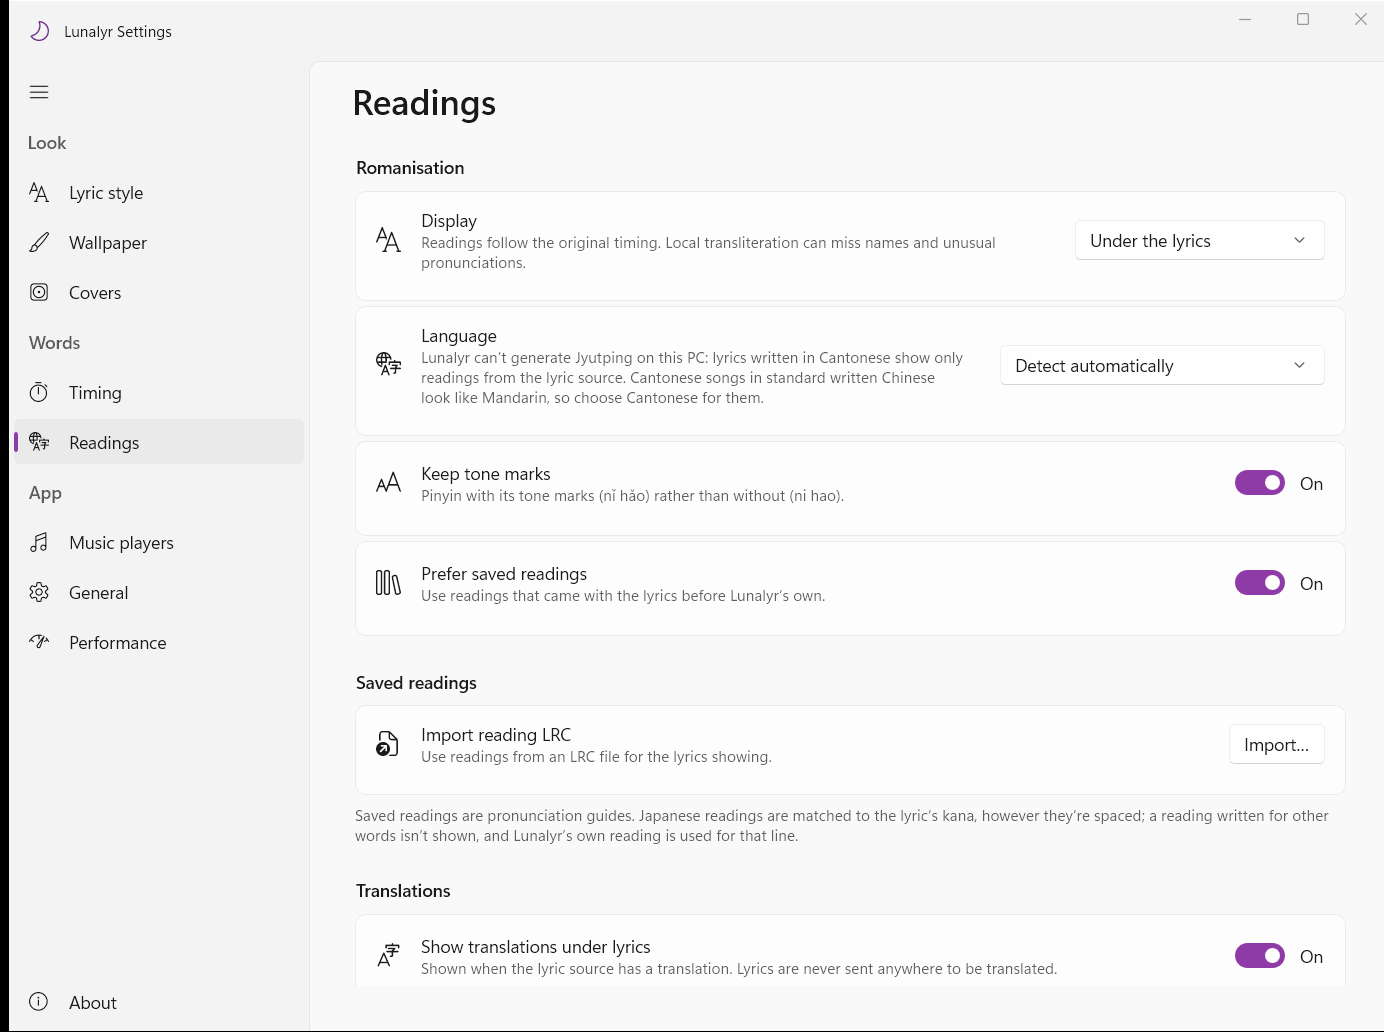 Lunalyr Settings
Look
Lyric style
Wallpaper
Covers
Words
Timing
Readings
App
Music players
General
Performance
About
Readings
Romanisation
Display
Readings follow the original timing. Local transliteration can miss names and unusual
pronunciations.
Under the lyrics
Language
Lunalyr can’t generate Jyutping on this PC: lyrics written in Cantonese show only
readings from the lyric source. Cantonese songs in standard written Chinese
look like Mandarin, so choose Cantonese for them.
Detect automatically
Keep tone marks
Pinyin with its tone marks (nǐ hǎo) rather than without (ni hao).
On
Prefer saved readings
Use readings that came with the lyrics before Lunalyr’s own.
On
Saved readings
Import reading LRC
Use readings from an LRC file for the lyrics showing.
Import...
Saved readings are pronunciation guides. Japanese readings are matched to the lyric’s kana, however they’re spaced; a reading written for other
words isn’t shown, and Lunalyr’s own reading is used for that line.
Translations
Show translations under lyrics
Shown when the lyric source has a translation. Lyrics are never sent anywhere to be translated.
On